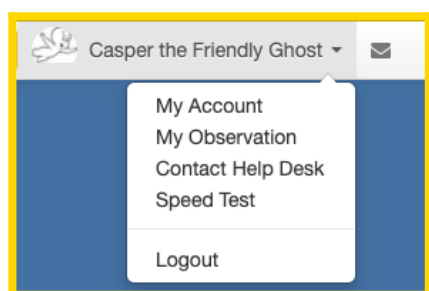 Casper the Friendly Ghost
My Account
My Observation
Contact Help Desk
Speed Test
Logout